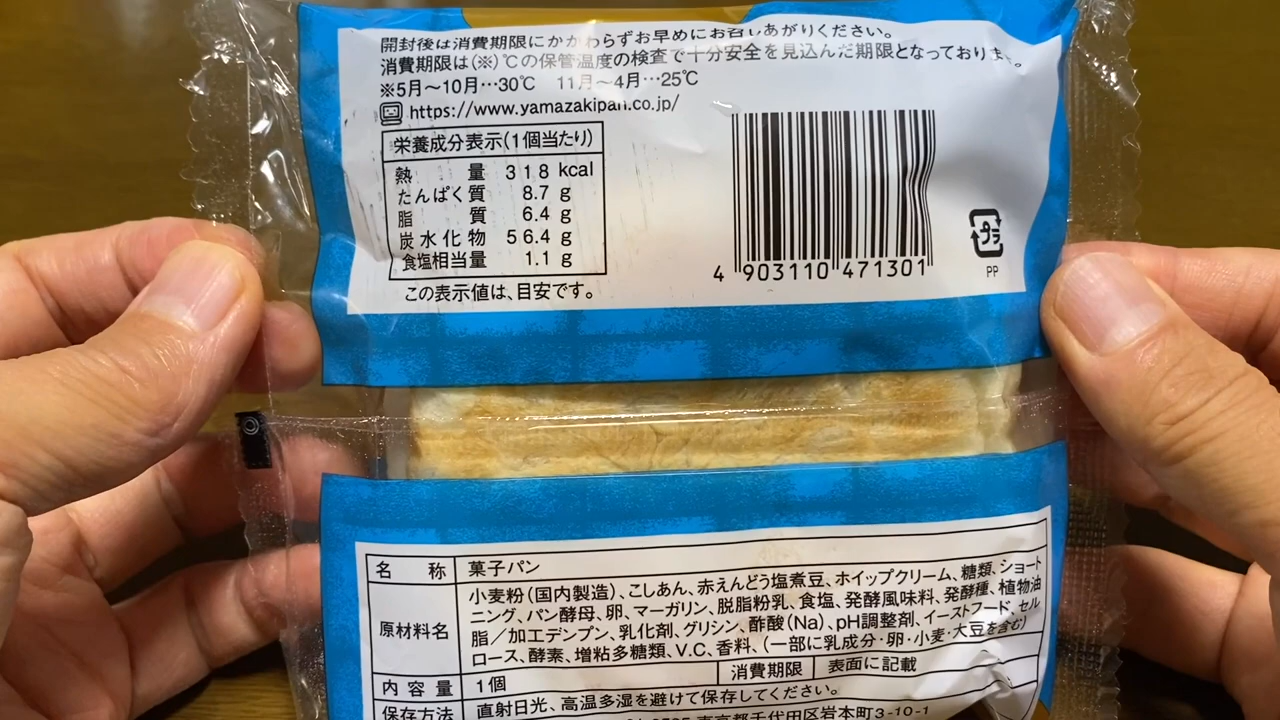 開封後は消費期限にかかわらずお早めにお召しあがりください。
消費期限は(※)℃の保管温度の検査で十分安全を見込んだ期限となっております。
※5月～10月…30℃ 11月～4月…25℃
https://www.yamazakipan.co.jp/
栄養成分表示(1個当たり)
熱量 318 kcal
たんぱく質 8.7 g
脂質 6.4 g
炭水化物 56.4 g
食塩相当量 1.1 g
この表示値は、目安です。
4 903110 471301
プラ
PP
名称 菓子パン
原材料名 小麦粉(国内製造)、こしあん、赤えんどう塩煮豆、ホイップクリーム、糖類、ショート
ニング、パン酵母、卵、マーガリン、脱脂粉乳、食塩、発酵風味料、発酵種、植物油
脂／加工デンプン、乳化剤、グリシン、酢酸(Na)、pH調整剤、イーストフード、セル
ロース、酵素、増粘多糖類、V.C、香料、(一部に乳成分・卵・小麦・大豆を含む)
内容量 1個 消費期限 表面に記載
保存方法 直射日光、高温多湿を避けて保存してください。
東京都千代田区岩本町3-10-1